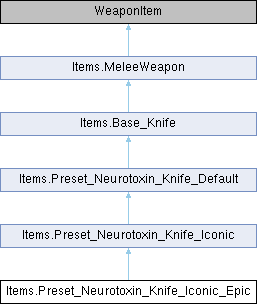 WeaponItem
Items.MeleeWeapon
Items.Base_Knife
Items.Preset_Neurotoxin_Knife_Default
Items.Preset_Neurotoxin_Knife_Iconic
Items.Preset_Neurotoxin_Knife_Iconic_Epic